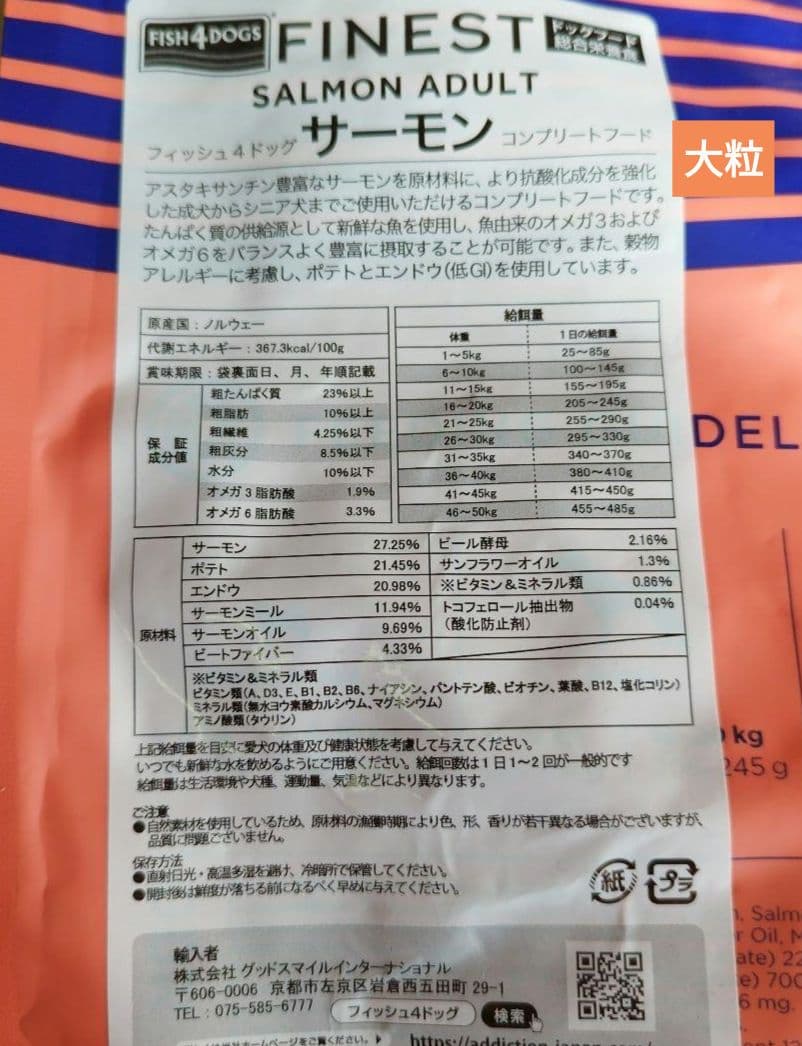 FISH4DOGS FINEST ドッグフード 総合栄養食
SALMON ADULT
フィッシュ4ドッグ サーモン コンプリートフード
大粒
アスタキサンチン豊富なサーモンを原材料に、より抗酸化成分を強化
した成犬からシニア犬までご使用いただけるコンプリートフードです。
たんぱく質の供給源として新鮮な魚を使用し、魚由来のオメガ3および
オメガ6をバランスよく豊富に摂取することが可能です。また、穀物
アレルギーに考慮し、ポテトとエンドウ(低GI)を使用しています。
原産国：ノルウェー
代謝エネルギー：367.3kcal/100g
賞味期限：袋裏面日、月、年順記載
保証成分値
粗たんぱく質 23%以上
粗脂肪 10%以上
粗繊維 4.25%以下
粗灰分 8.5%以下
水分 10%以下
オメガ3脂肪酸 1.9%
オメガ6脂肪酸 3.3%
給餌量
体重 1日の給餌量
1～5kg 25～85g
6～10kg 100～145g
11～15kg 155～195g
16～20kg 205～245g
21～25kg 255～290g
26～30kg 295～330g
31～35kg 340～370g
36～40kg 380～410g
41～45kg 415～450g
46～50kg 455～485g
DEL
原材料
サーモン 27.25%
ポテト 21.45%
エンドウ 20.98%
サーモンミール 11.94%
サーモンオイル 9.69%
ビートファイバー 4.33%
ビール酵母 2.16%
サンフラワーオイル 1.3%
※ビタミン&ミネラル類 0.86%
トコフェロール抽出物 0.04%
(酸化防止剤)
※ビタミン&ミネラル類
ビタミン類(A、D3、E、B1、B2、B6、ナイアシン、パントテン酸、ビオチン、葉酸、B12、塩化コリン)
ミネラル類(無水ヨウ素酸カルシウム、マグネシウム)
アミノ酸類(タウリン)
上記給餌量を目安に愛犬の体重及び健康状態を考慮して与えてください。
いつでも新鮮な水を飲めるようにご用意ください。給餌回数は1日1～2回が一般的です
給餌量は生活環境や犬種、運動量、気温などにより異なります。
kg
245g
ご注意
●自然素材を使用しているため、原材料の漁獲時期により色、形、香りが若干異なる場合がございますが、
品質に問題ございません。
保存方法
●直射日光・高温多湿を避け、冷暗所で保管してください。
●開封後は鮮度が落ちる前になるべく早めに与えてください。
紙 プラ
輸入者
株式会社 グッドスマイルインターナショナル
〒606-0006 京都市左京区岩倉西五田町 29-1
TEL：075-585-6777 フィッシュ4ドッグ 検索
ホームページをご覧ください。 https://addiction-japan.com/
Salm
Oil, M
ate) 22
e) 700
6 mg.